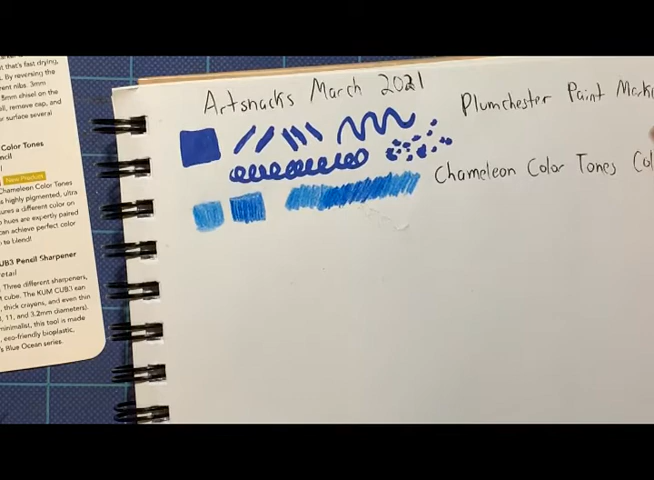 that's fast drying,
By reversing the
ent nibs. 3mm
5mm chisel on the
ll, remove cap, and
r surface several
Color Tones
ncil
New Product
Chameleon Color Tones
s highly pigmented, ultra
ures a different color on
hues are expertly paired
can achieve perfect color
to blend!
UB3 Pencil Sharpener
etail
Three different sharpeners,
cube. The KUM CUB3 can
, thick crayons, and even thin
, 11, and 3.2mm diameters).
minimalist, this tool is made
, eco-friendly bioplastic,
's Blue Ocean series.
Artsnacks March 2021
Plumchester Paint Marke
Chameleon Color Tones Col